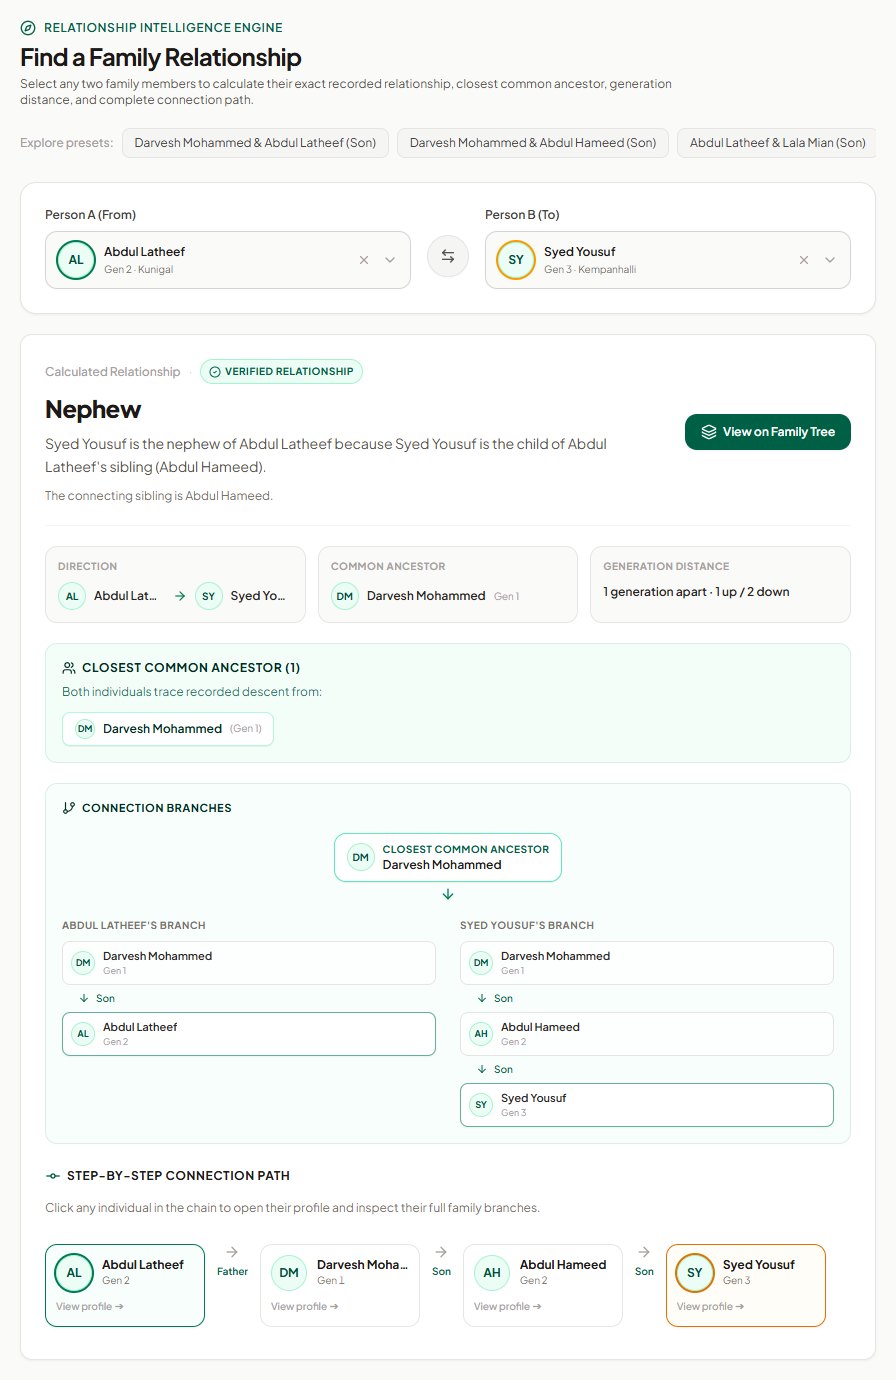 RELATIONSHIP INTELLIGENCE ENGINE
Find a Family Relationship
Select any two family members to calculate their exact recorded relationship, closest common ancestor, generation
distance, and complete connection path.
Explore presets:
Darvesh Mohammed & Abdul Latheef (Son)
Darvesh Mohammed & Abdul Hameed (Son)
Abdul Latheef & Lala Mian (Son)
Person A (From)
AL
Abdul Latheef
Gen 2 · Kunigal
Person B (To)
SY
Syed Yousuf
Gen 3 · Kempanhalli
Calculated Relationship · VERIFIED RELATIONSHIP
Nephew
Syed Yousuf is the nephew of Abdul Latheef because Syed Yousuf is the child of Abdul
Latheef's sibling (Abdul Hameed).
The connecting sibling is Abdul Hameed.
View on Family Tree
DIRECTION
AL Abdul Lat... → SY Syed Yo...
COMMON ANCESTOR
DM Darvesh Mohammed Gen 1
GENERATION DISTANCE
1 generation apart · 1 up / 2 down
CLOSEST COMMON ANCESTOR (1)
Both individuals trace recorded descent from:
DM Darvesh Mohammed (Gen 1)
CONNECTION BRANCHES
DM
CLOSEST COMMON ANCESTOR
Darvesh Mohammed
↓
ABDUL LATHEEF'S BRANCH
DM
Darvesh Mohammed
Gen 1
↓ Son
AL
Abdul Latheef
Gen 2
SYED YOUSUF'S BRANCH
DM
Darvesh Mohammed
Gen 1
↓ Son
AH
Abdul Hameed
Gen 2
↓ Son
SY
Syed Yousuf
Gen 3
STEP-BY-STEP CONNECTION PATH
Click any individual in the chain to open their profile and inspect their full family branches.
AL
Abdul Latheef
Gen 2
View profile →
→
Father
DM
Darvesh Moha...
Gen 1
View profile →
→
Son
AH
Abdul Hameed
Gen 2
View profile →
→
Son
SY
Syed Yousuf
Gen 3
View profile →